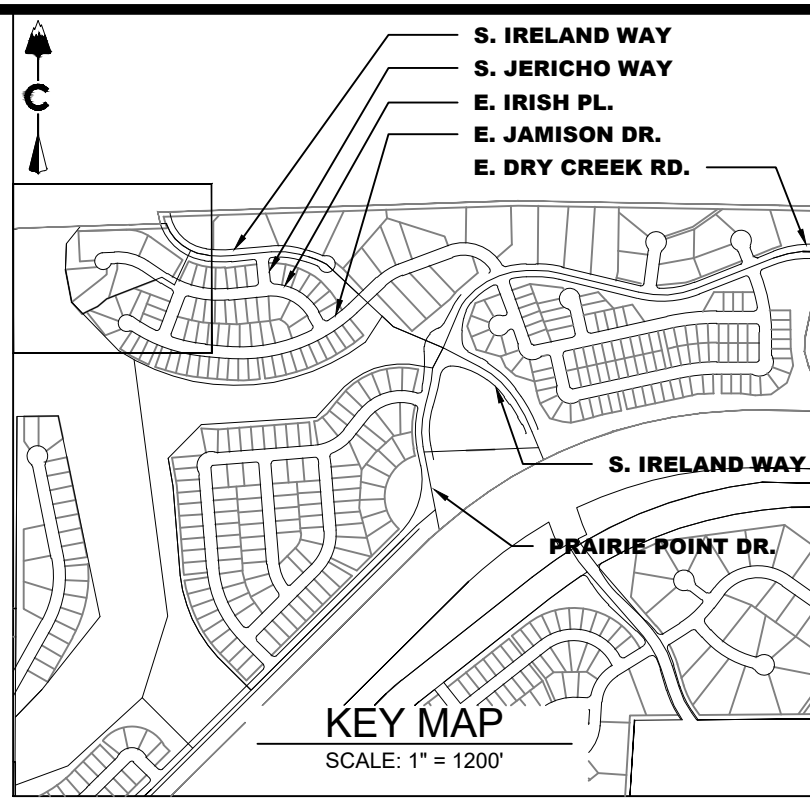 S. IRELAND WAY
S. JERICHO WAY
C
E. IRISH PL.
E. JAMISON DR.
E. DRY CREEK RD.
S. IRELAND WAY
PRAIRIE POINT DR.
KEY MAP
SCALE: 1" = 1200'